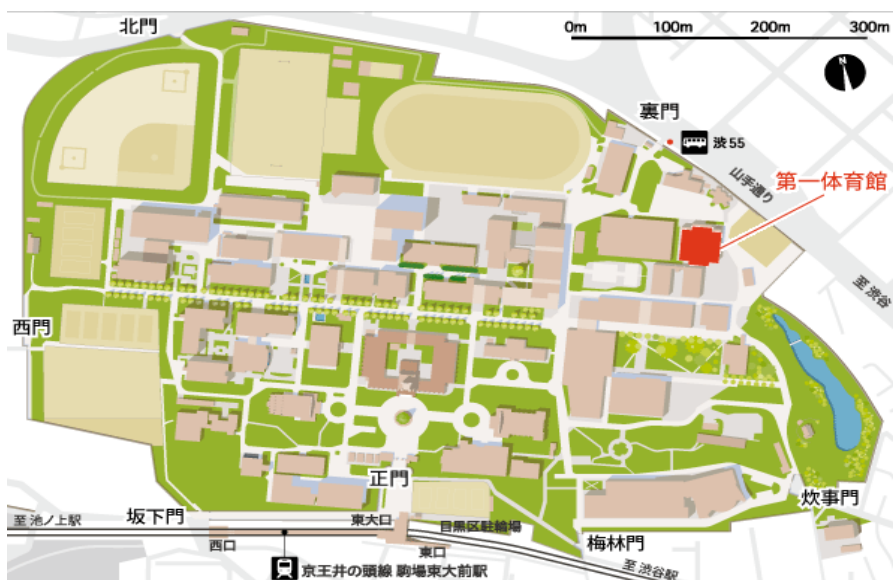 北門
0m 100m 200m 300m
N
裏門
渋55
山手通り
第一体育館
至渋谷
西門
正門
炊事門
坂下門
至 池ノ上駅
東大口
目黒区駐輪場
梅林門
西口
東口
至 渋谷駅
京王井の頭線 駒場東大前駅